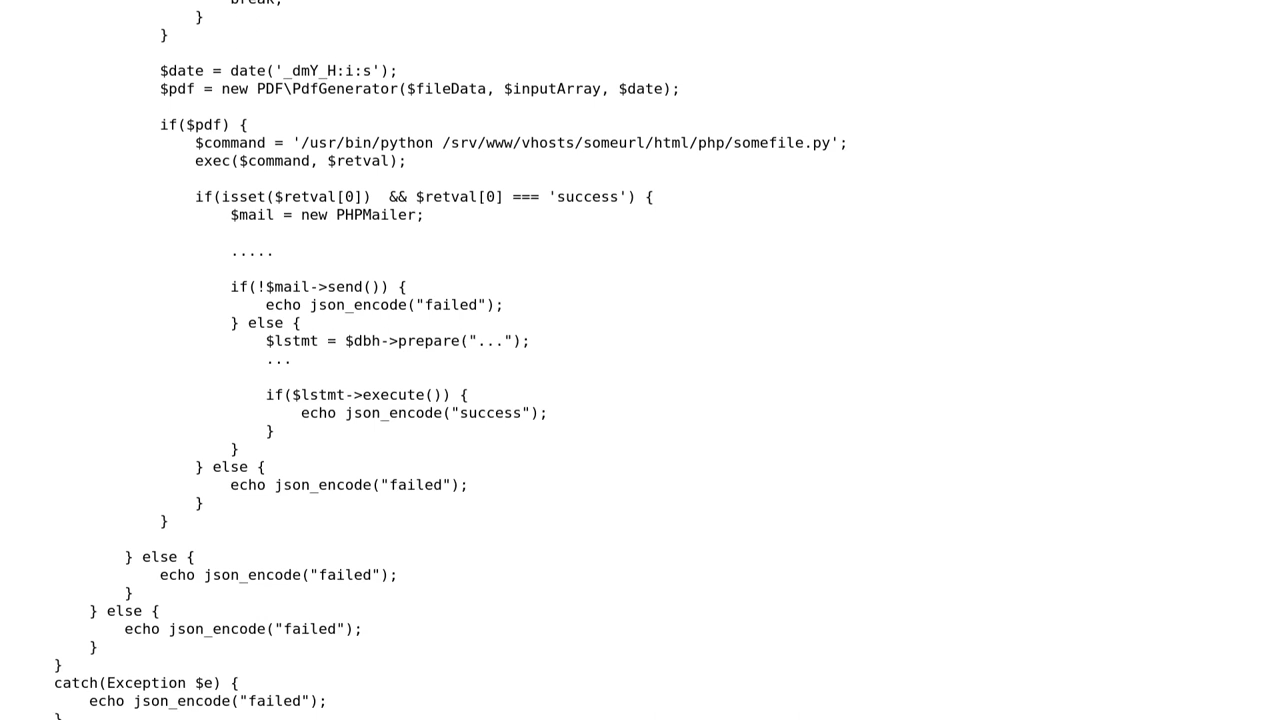 break;
}
}
$date = date('_dmY_H:i:s');
$pdf = new PDF\PdfGenerator($fileData, $inputArray, $date);
if($pdf) {
$command = '/usr/bin/python /srv/www/vhosts/someurl/html/php/somefile.py';
exec($command, $retval);
if(isset($retval[0])  && $retval[0] === 'success') {
$mail = new PHPMailer;
.....
if(!$mail->send()) {
echo json_encode("failed");
} else {
$lstmt = $dbh->prepare("...");
...
if($lstmt->execute()) {
echo json_encode("success");
}
}
} else {
echo json_encode("failed");
}
}
} else {
echo json_encode("failed");
}
} else {
echo json_encode("failed");
}
}
catch(Exception $e) {
echo json_encode("failed");
}